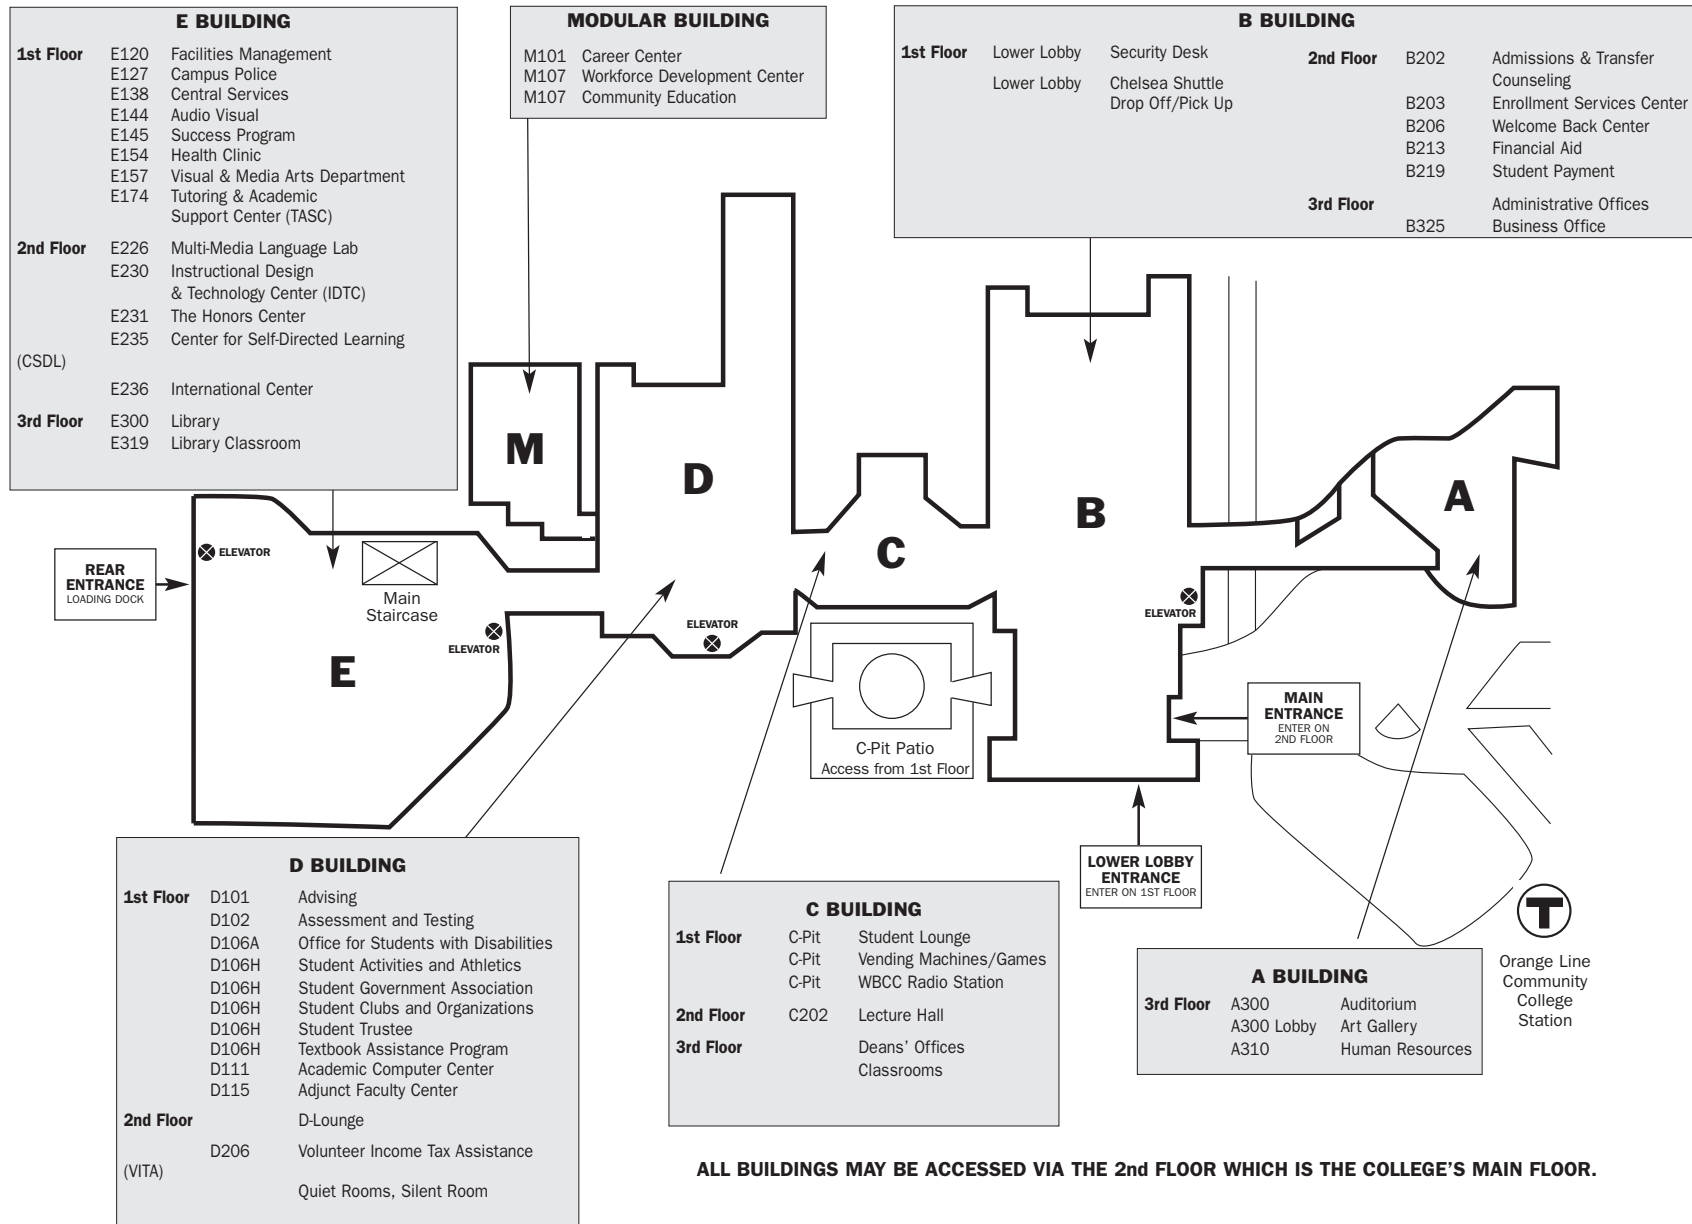 E BUILDING
1st Floor E120 Facilities Management
E127 Campus Police
E138 Central Services
E144 Audio Visual
E145 Success Program
E154 Health Clinic
E157 Visual & Media Arts Department
E174 Tutoring & Academic
Support Center (TASC)
2nd Floor E226 Multi-Media Language Lab
E230 Instructional Design
& Technology Center (IDTC)
E231 The Honors Center
E235 Center for Self-Directed Learning
(CSDL)
E236 International Center
3rd Floor E300 Library
E319 Library Classroom
MODULAR BUILDING
M101 Career Center
M107 Workforce Development Center
M107 Community Education
B BUILDING
1st Floor Lower Lobby Security Desk
Lower Lobby Chelsea Shuttle
Drop Off/Pick Up
2nd Floor B202 Admissions & Transfer
Counseling
B203 Enrollment Services Center
B206 Welcome Back Center
B213 Financial Aid
B219 Student Payment
3rd Floor Administrative Offices
B325 Business Office
M
D
C
B
A
E
ELEVATOR
REAR
ENTRANCE
LOADING DOCK
Main
Staircase
ELEVATOR
ELEVATOR
ELEVATOR
C-Pit Patio
Access from 1st Floor
MAIN
ENTRANCE
ENTER ON
2ND FLOOR
LOWER LOBBY
ENTRANCE
ENTER ON 1ST FLOOR
D BUILDING
1st Floor D101 Advising
D102 Assessment and Testing
D106A Office for Students with Disabilities
D106H Student Activities and Athletics
D106H Student Government Association
D106H Student Clubs and Organizations
D106H Student Trustee
D106H Textbook Assistance Program
D111 Academic Computer Center
D115 Adjunct Faculty Center
2nd Floor D-Lounge
D206 Volunteer Income Tax Assistance
(VITA)
Quiet Rooms, Silent Room
C BUILDING
1st Floor C-Pit Student Lounge
C-Pit Vending Machines/Games
C-Pit WBCC Radio Station
2nd Floor C202 Lecture Hall
3rd Floor Deans' Offices
Classrooms
A BUILDING
3rd Floor A300 Auditorium
A300 Lobby Art Gallery
A310 Human Resources
T
Orange Line
Community
College
Station
ALL BUILDINGS MAY BE ACCESSED VIA THE 2nd FLOOR WHICH IS THE COLLEGE'S MAIN FLOOR.